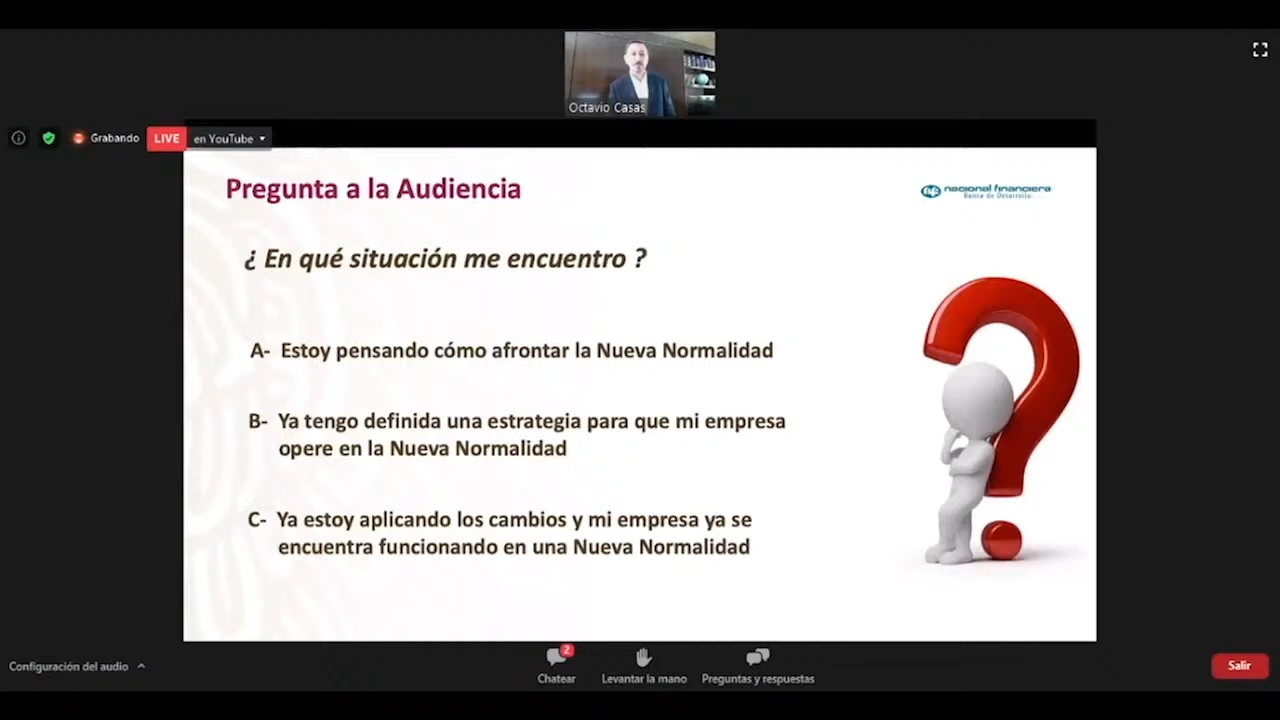 Octavio Casas
Grabando
LIVE
en YouTube
Pregunta a la Audiencia
nacional financiera
Banca de Desarrollo
¿ En qué situación me encuentro ?
A- Estoy pensando cómo afrontar la Nueva Normalidad
B- Ya tengo definida una estrategia para que mi empresa
opere en la Nueva Normalidad
C- Ya estoy aplicando los cambios y mi empresa ya se
encuentra funcionando en una Nueva Normalidad
?
Configuración del audio
2
Chatear
Levantar la mano
Preguntas y respuestas
Salir